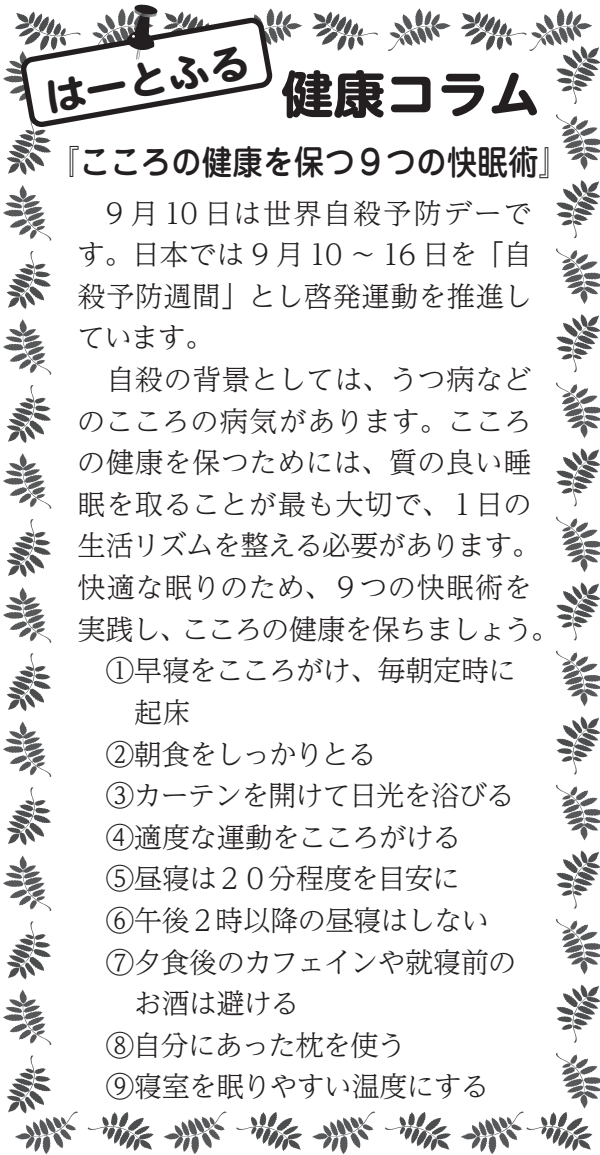 はーとふる
健康コラム
『こころの健康を保つ９つの快眠術』
９月 10 日は世界自殺予防デーで
す。日本では９月 10 ～ 16 日を「自
殺予防週間」とし啓発運動を推進し
ています。
自殺の背景としては、うつ病など
のこころの病気があります。こころ
の健康を保つためには、質の良い睡
眠を取ることが最も大切で、１日の
生活リズムを整える必要があります。
快適な眠りのため、９つの快眠術を
実践し、こころの健康を保ちましょう。
①早寝をこころがけ、毎朝定時に
起床
②朝食をしっかりとる
③カーテンを開けて日光を浴びる
④適度な運動をこころがける
⑤昼寝は２０分程度を目安に
⑥午後２時以降の昼寝はしない
⑦夕食後のカフェインや就寝前の
お酒は避ける
⑧自分にあった枕を使う
⑨寝室を眠りやすい温度にする